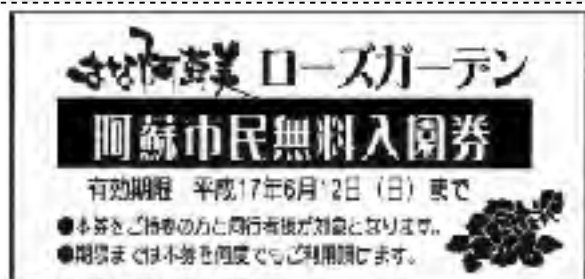 はな阿蘇美 ローズガーデン
阿蘇市民無料入園券
有効期限 平成17年6月12日（日）まで
●本券をご持参の方と同行者様が対象となります。
●期限までは本券を何度でもご利用頂けます。